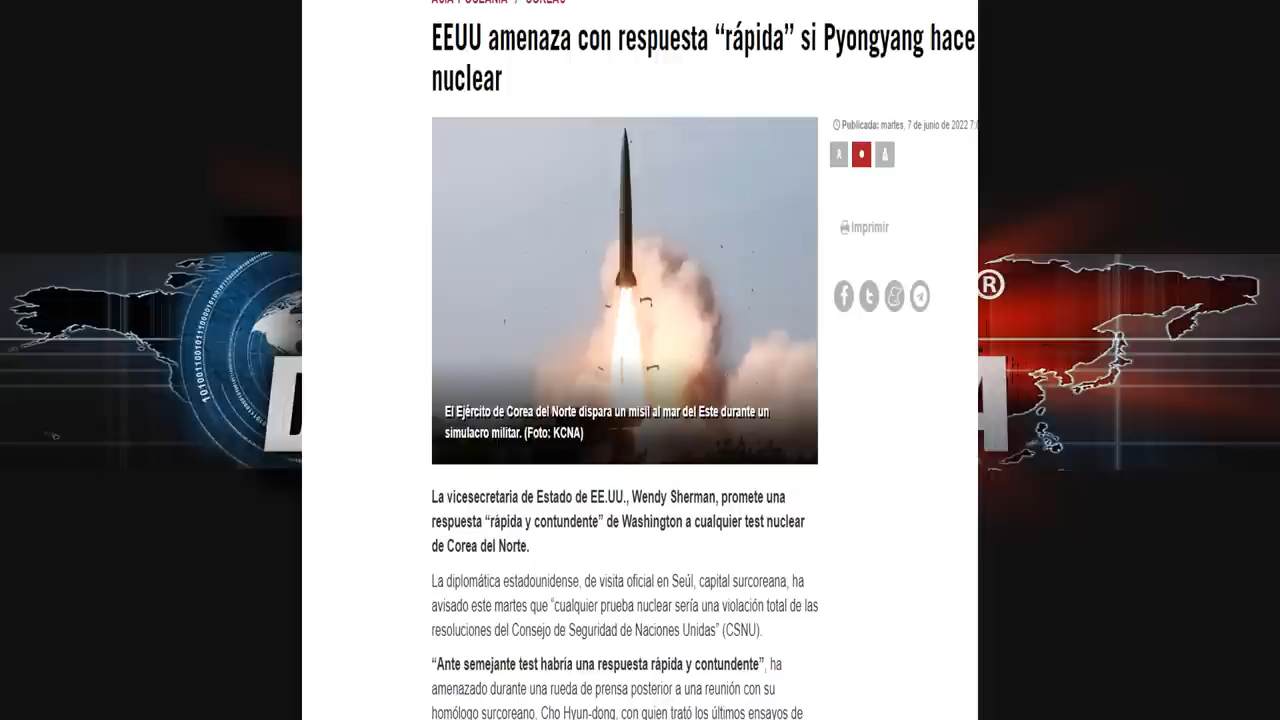 EEUU amenaza con respuesta “rápida” si Pyongyang hace
nuclear
Publicada: martes, 7 de junio de 2022 7:
Imprimir
El Ejército de Corea del Norte dispara un misil al mar del Este durante un
simulacro militar. (Foto: KCNA)
La vicesecretaria de Estado de EE.UU., Wendy Sherman, promete una
respuesta “rápida y contundente” de Washington a cualquier test nuclear
de Corea del Norte.
La diplomática estadounidense, de visita oficial en Seúl, capital surcoreana, ha
avisado este martes que “cualquier prueba nuclear sería una violación total de las
resoluciones del Consejo de Seguridad de Naciones Unidas” (CSNU).
“Ante semejante test habría una respuesta rápida y contundente”, ha
amenazado durante una rueda de prensa posterior a una reunión con su
homólogo surcoreano, Cho Hyun-dong, con quien trató los últimos ensayos de
®